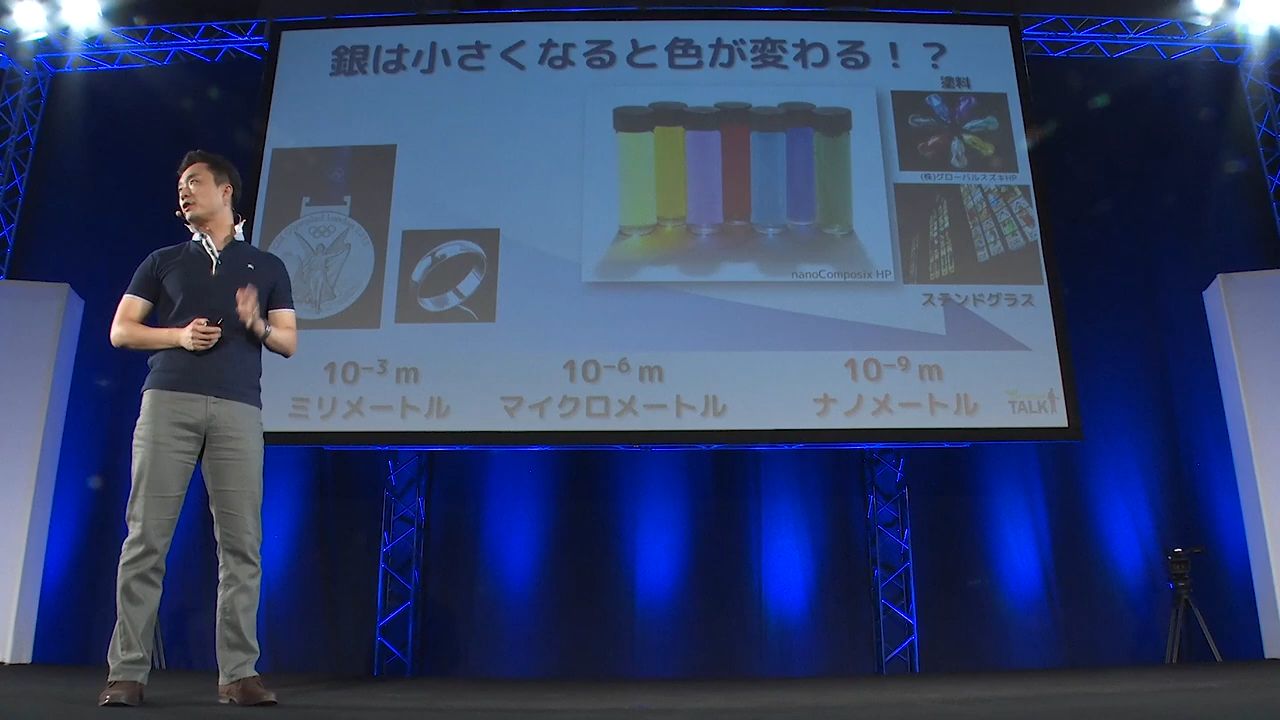 銀は小さくなると色が変わる！？
塗料
(株)グローバルスズキHP
nanoComposix HP
ステンドグラス
10⁻³ m
ミリメートル
10⁻⁶ m
マイクロメートル
10⁻⁹ m
ナノメートル
TALK